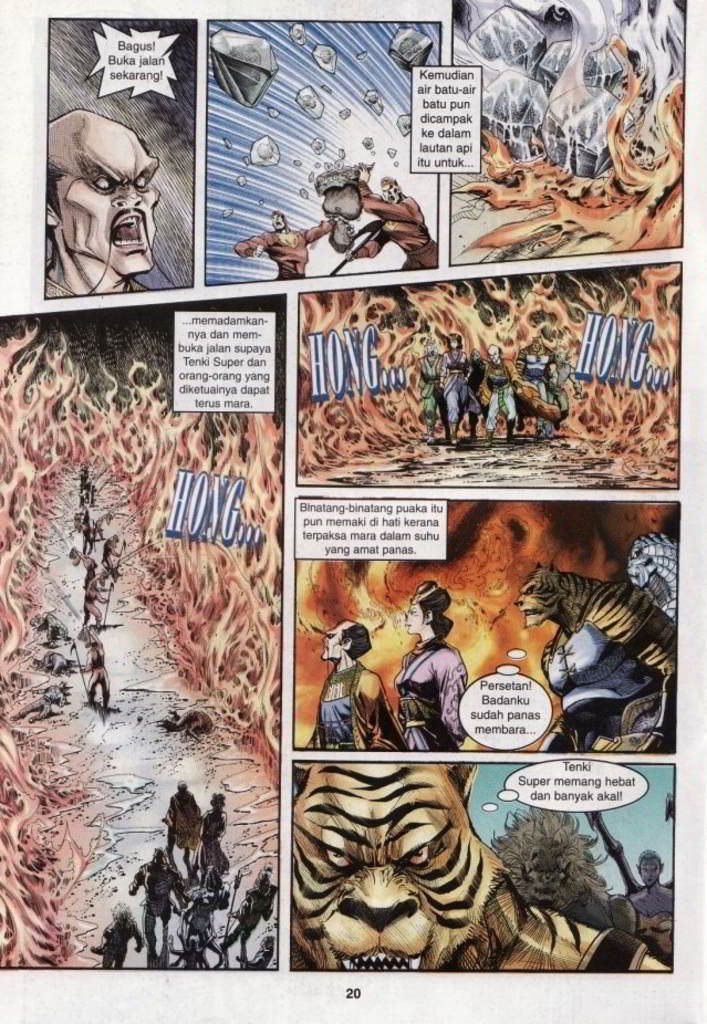 Bagus!
Buka jalan
sekarang!
Kemudian
air batu-air
batu pun
dicampak
ke dalam
lautan api
itu untuk...
...memadamkan-
nya dan mem-
buka jalan supaya
Tenki Super dan
orang-orang yang
diketuainya dapat
terus mara.
HONG...
HONG...
HONG...
BInatang-binatang puaka itu
pun memaki di hati kerana
terpaksa mara dalam suhu
yang amat panas.
Persetan!
Badanku
sudah panas
membara...
Tenki
Super memang hebat
dan banyak akal!
20